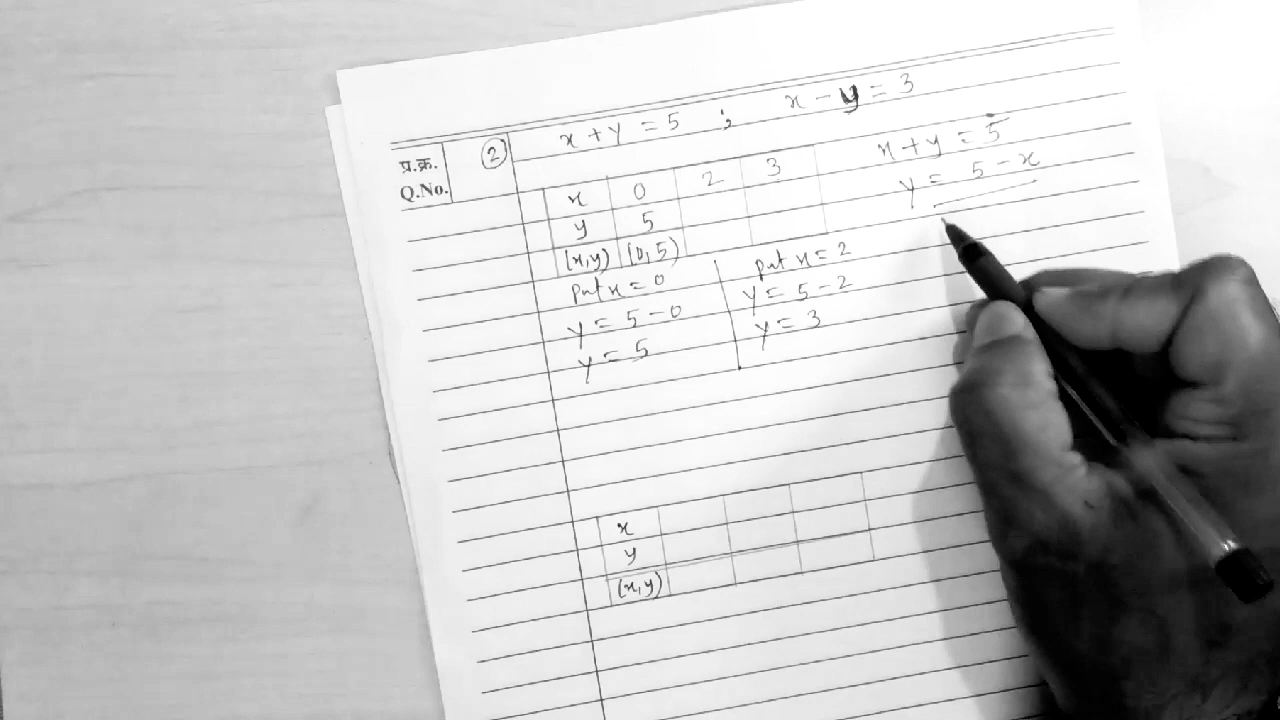 x + y = 5 ; x - y = 3
प्र.क्र. Q.No. 2
x 0 2 3
y 5
(x,y) (0,5)
x + y = 5
y = 5 - x
put x = 0
y = 5 - 0
y = 5
put x = 2
y = 5 - 2
y = 3
x
y
(x,y)